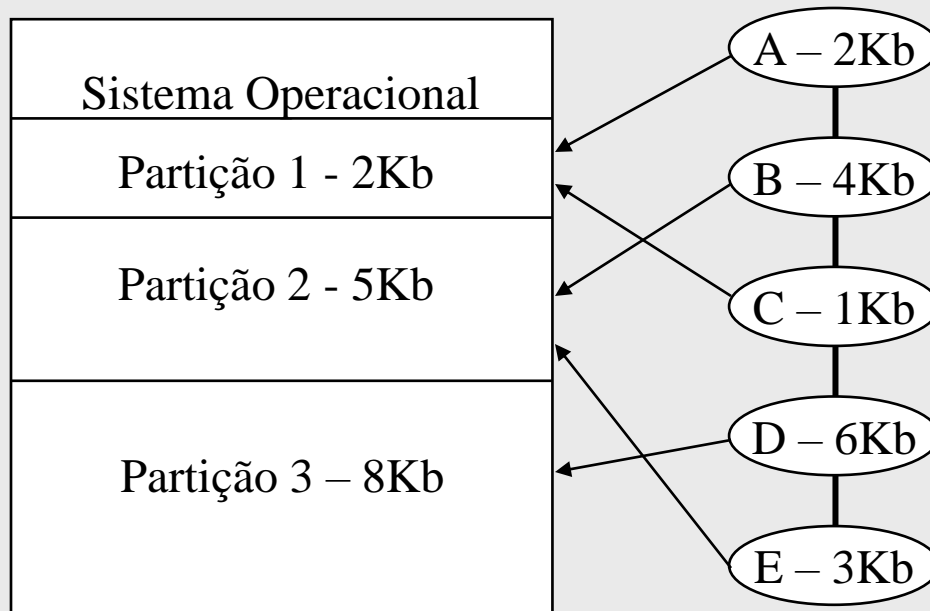 Sistema Operacional
Partição 1 - 2Kb
Partição 2 - 5Kb
Partição 3 – 8Kb
A – 2Kb
B – 4Kb
C – 1Kb
D – 6Kb
E – 3Kb